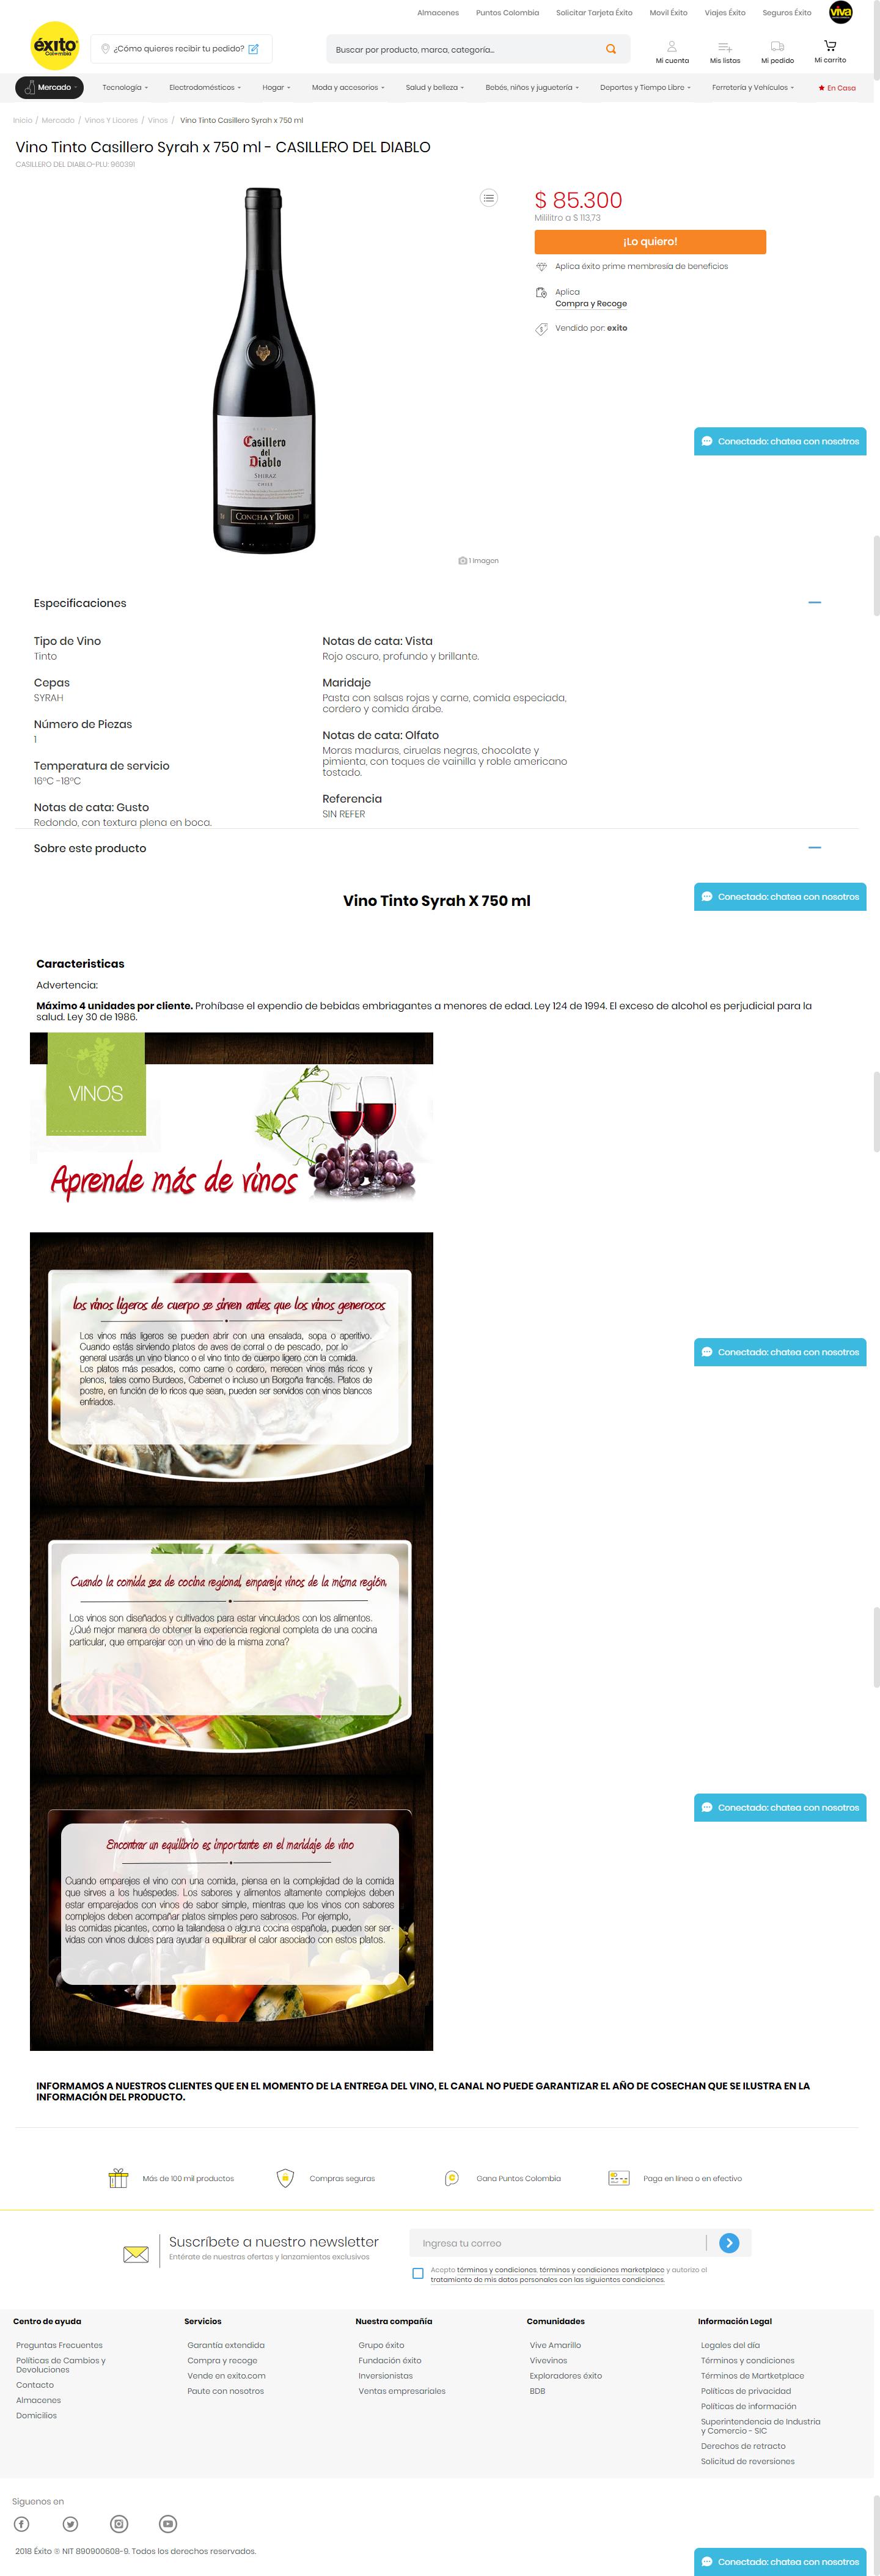 Almacenes Puntos Colombia Solicitar Tarjeta Éxito Movil Éxito Viajes Éxito Seguros Éxito viva
éxito
Colombia
¿Cómo quieres recibir tu pedido?
Buscar por producto, marca, categoría...
Mi cuenta Mis listas Mi pedido Mi carrito
Mercado Tecnología Electrodomésticos Hogar Moda y accesorios Salud y belleza Bebés, niños y juguetería Deportes y Tiempo Libre Ferretería y Vehículos En Casa
Inicio / Mercado / Vinos Y Licores / Vinos / Vino Tinto Casillero Syrah x 750 ml
Vino Tinto Casillero Syrah x 750 ml - CASILLERO DEL DIABLO
CASILLERO DEL DIABLO-PLU: 960391
$ 85.300
Mililitro a $ 113,73
¡Lo quiero!
Aplica éxito prime membresía de beneficios
Aplica
Compra y Recoge
Vendido por: exito
Casillero
del
Diablo
SHIRAZ
CHILE
CONCHA Y TORO
Conectado: chatea con nosotros
1 Imagen
Especificaciones
Tipo de Vino
Tinto
Cepas
SYRAH
Número de Piezas
1
Temperatura de servicio
16°C -18°C
Notas de cata: Gusto
Redondo, con textura plena en boca.
Notas de cata: Vista
Rojo oscuro, profundo y brillante.
Maridaje
Pasta con salsas rojas y carne, comida especiada,
cordero y comida árabe.
Notas de cata: Olfato
Moras maduras, ciruelas negras, chocolate y
pimienta, con toques de vainilla y roble americano
tostado.
Referencia
SIN REFER
Sobre este producto
Conectado: chatea con nosotros
Vino Tinto Syrah X 750 ml
Caracteristicas
Advertencia:
Máximo 4 unidades por cliente. Prohíbase el expendio de bebidas embriagantes a menores de edad. Ley 124 de 1994. El exceso de alcohol es perjudicial para la
salud. Ley 30 de 1986.
VINOS
Aprende más de vinos
los vinos ligeros de cuerpo se sirven antes que los vinos generosos
Los vinos más ligeros se pueden abrir con una ensalada, sopa o aperitivo.
Cuando estás sirviendo platos de aves de corral o de pescado, por lo
general usarás un vino blanco o el vino tinto de cuerpo ligero con la comida.
Los platos más pesados, como carne o cordero, merecen vinos más ricos y
plenos, tales como Burdeos, Cabernet o incluso un Borgoña francés. Platos de
postre, en función de lo ricos que sean, pueden ser servidos con vinos blancos
enfriados.
Conectado: chatea con nosotros
Cuando la comida sea de cocina regional, empareja vinos de la misma región.
Los vinos son diseñados y cultivados para estar vinculados con los alimentos.
¿Qué mejor manera de obtener la experiencia regional completa de una cocina
particular, que emparejar con un vino de la misma zona?
Conectado: chatea con nosotros
Encontrar un equilibrio es importante en el maridaje de vino
Cuando emparejes el vino con una comida, piensa en la complejidad de la comida
que sirves a los huéspedes. Los sabores y alimentos altamente complejos deben
estar emparejados con vinos de sabor simple, mientras que los vinos con sabores
complejos deben acompañar platos simples pero sabrosos. Por ejemplo,
las comidas picantes, como la tailandesa o alguna cocina española, pueden ser ser-
vidas con vinos dulces para ayudar a equilibrar el calor asociado con estos platos.
INFORMAMOS A NUESTROS CLIENTES QUE EN EL MOMENTO DE LA ENTREGA DEL VINO, EL CANAL NO PUEDE GARANTIZAR EL AÑO DE COSECHAN QUE SE ILUSTRA EN LA
INFORMACIÓN DEL PRODUCTO.
Más de 100 mil productos Compras seguras Gana Puntos Colombia Paga en línea o en efectivo
Suscríbete a nuestro newsletter
Entérate de nuestras ofertas y lanzamientos exclusivos
Ingresa tu correo
Acepto términos y condiciones, términos y condiciones marketplace y autorizo el
tratamiento de mis datos personales con las siguientes condiciones.
Centro de ayuda
Preguntas Frecuentes
Políticas de Cambios y
Devoluciones
Contacto
Almacenes
Domicilios
Servicios
Garantía extendida
Compra y recoge
Vende en exito.com
Paute con nosotros
Nuestra compañía
Grupo éxito
Fundación éxito
Inversionistas
Ventas empresariales
Comunidades
Vive Amarillo
Vivevinos
Exploradores éxito
BDB
Información Legal
Legales del día
Términos y condiciones
Términos de Martketplace
Políticas de privacidad
Políticas de información
Superintendencia de Industria
y Comercio - SIC
Derechos de retracto
Solicitud de reversiones
Síguenos en
2018 Éxito ® NIT 890900608-9. Todos los derechos reservados.
Conectado: chatea con nosotros